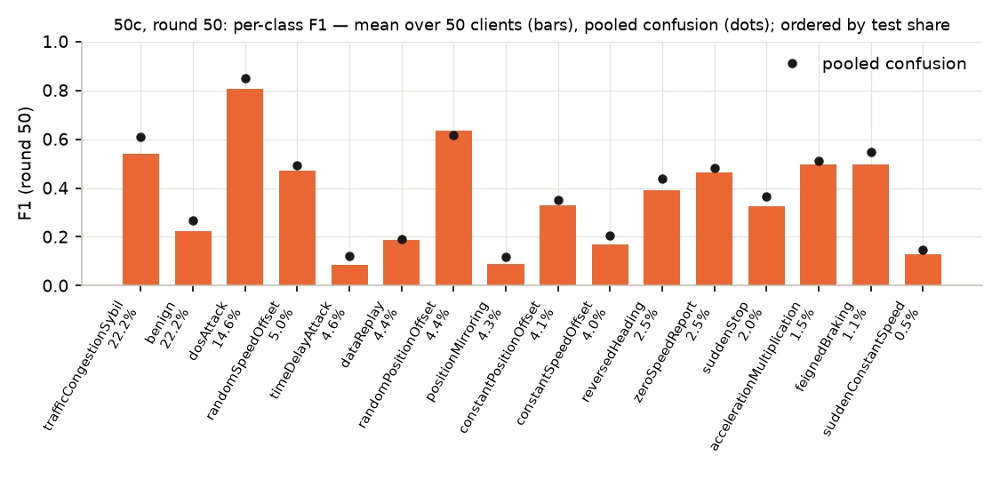 50c, round 50: per-class F1 — mean over 50 clients (bars), pooled confusion (dots); ordered by test share
pooled confusion
F1 (round 50)
1.0
0.8
0.6
0.4
0.2
0.0
trafficCongestionSybil
22.2%
benign
22.2%
dosAttack
14.6%
randomSpeedOffset
5.0%
timeDelayAttack
4.6%
dataReplay
4.4%
randomPositionOffset
4.4%
positionMirroring
4.3%
constantPositionOffset
4.1%
constantSpeedOffset
4.0%
reversedHeading
2.5%
zeroSpeedReport
2.5%
suddenStop
2.0%
accelerationMultiplication
1.5%
feignedBraking
1.1%
suddenConstantSpeed
0.5%